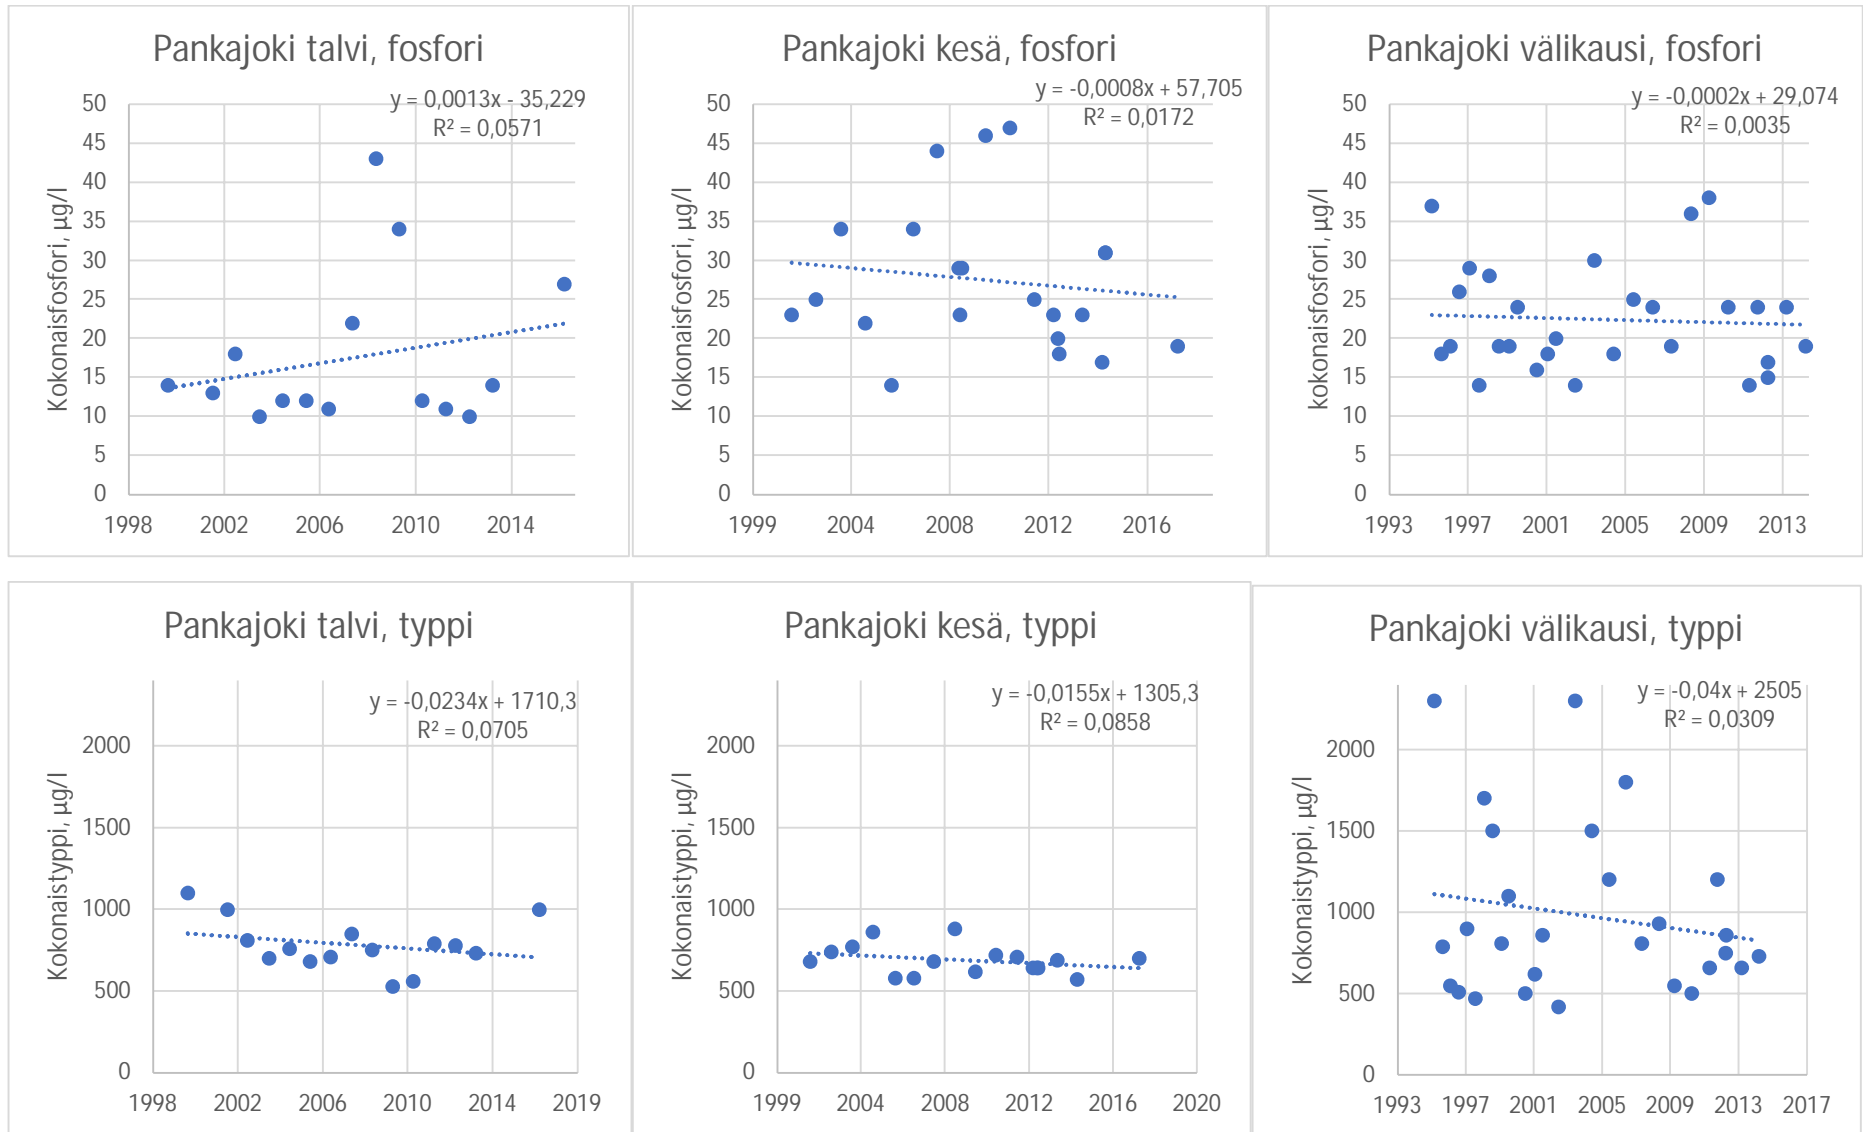 Pankajoki talvi, fosfori
y = 0,0013x - 35,229
R² = 0,0571
Kokonaisfosfori, µg/l
50
45
40
35
30
25
20
15
10
5
0
1998 2002 2006 2010 2014
Pankajoki kesä, fosfori
y = -0,0008x + 57,705
R² = 0,0172
Kokonaisfosfori, µg/l
50
45
40
35
30
25
20
15
10
5
0
1999 2004 2008 2012 2016
Pankajoki välikausi, fosfori
y = -0,0002x + 29,074
R² = 0,0035
kokonaisfosfori, µg/l
50
45
40
35
30
25
20
15
10
5
0
1993 1997 2001 2005 2009 2013
Pankajoki talvi, typpi
y = -0,0234x + 1710,3
R² = 0,0705
Kokonaistyppi, µg/l
2000
1500
1000
500
0
1998 2002 2006 2010 2014 2019
Pankajoki kesä, typpi
y = -0,0155x + 1305,3
R² = 0,0858
Kokonaistyppi, µg/l
2000
1500
1000
500
0
1999 2004 2008 2012 2016 2020
Pankajoki välikausi, typpi
y = -0,04x + 2505
R² = 0,0309
Kokonaistyppi, µg/l
2000
1500
1000
500
0
1993 1997 2001 2005 2009 2013 2017